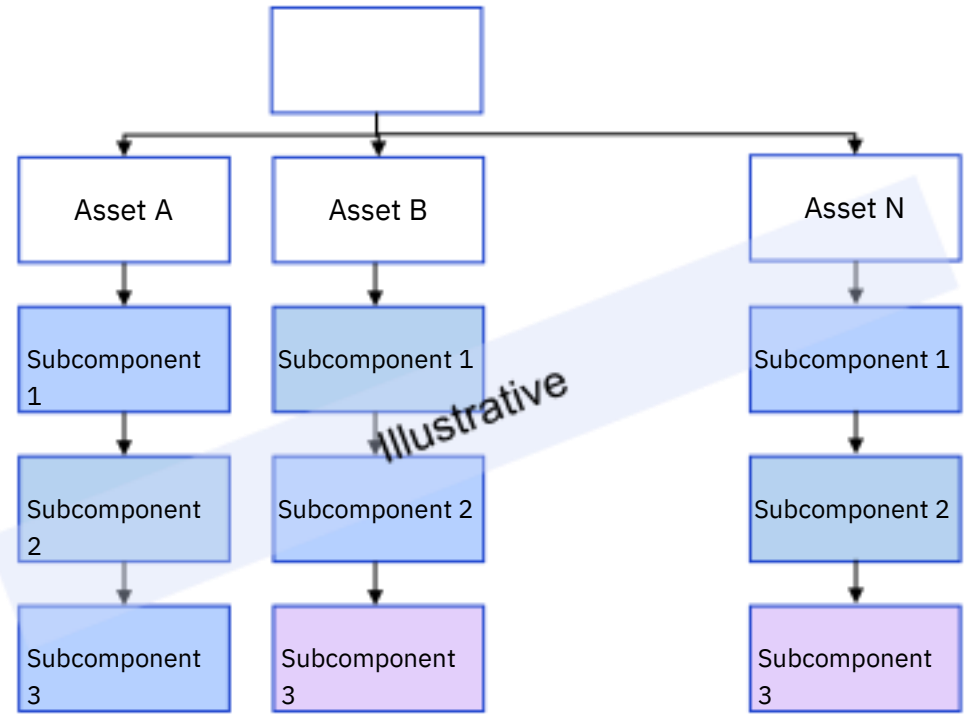 Asset A
Asset B
Asset N
Subcomponent
1
Subcomponent 1
Subcomponent 1
Illustrative
Subcomponent
2
Subcomponent 2
Subcomponent 2
Subcomponent
3
Subcomponent
3
Subcomponent
3